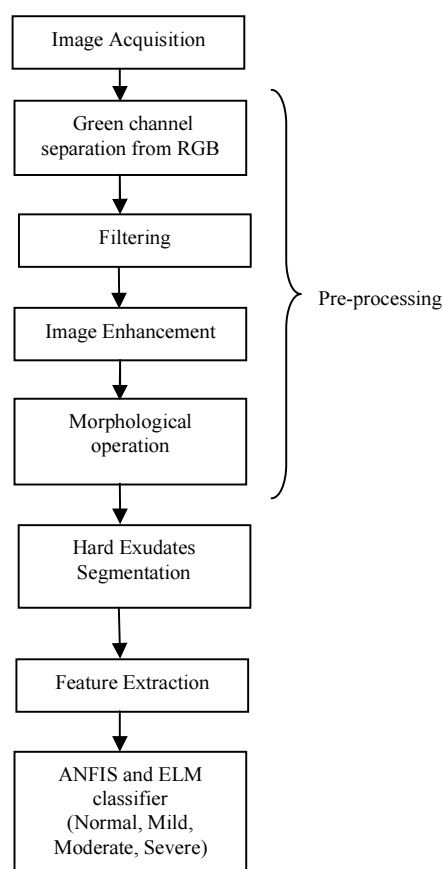 Image Acquisition
Green channel
separation from RGB
Filtering
Pre-processing
Image Enhancement
Morphological
operation
Hard Exudates
Segmentation
Feature Extraction
ANFIS and ELM
classifier
(Normal, Mild,
Moderate, Severe)